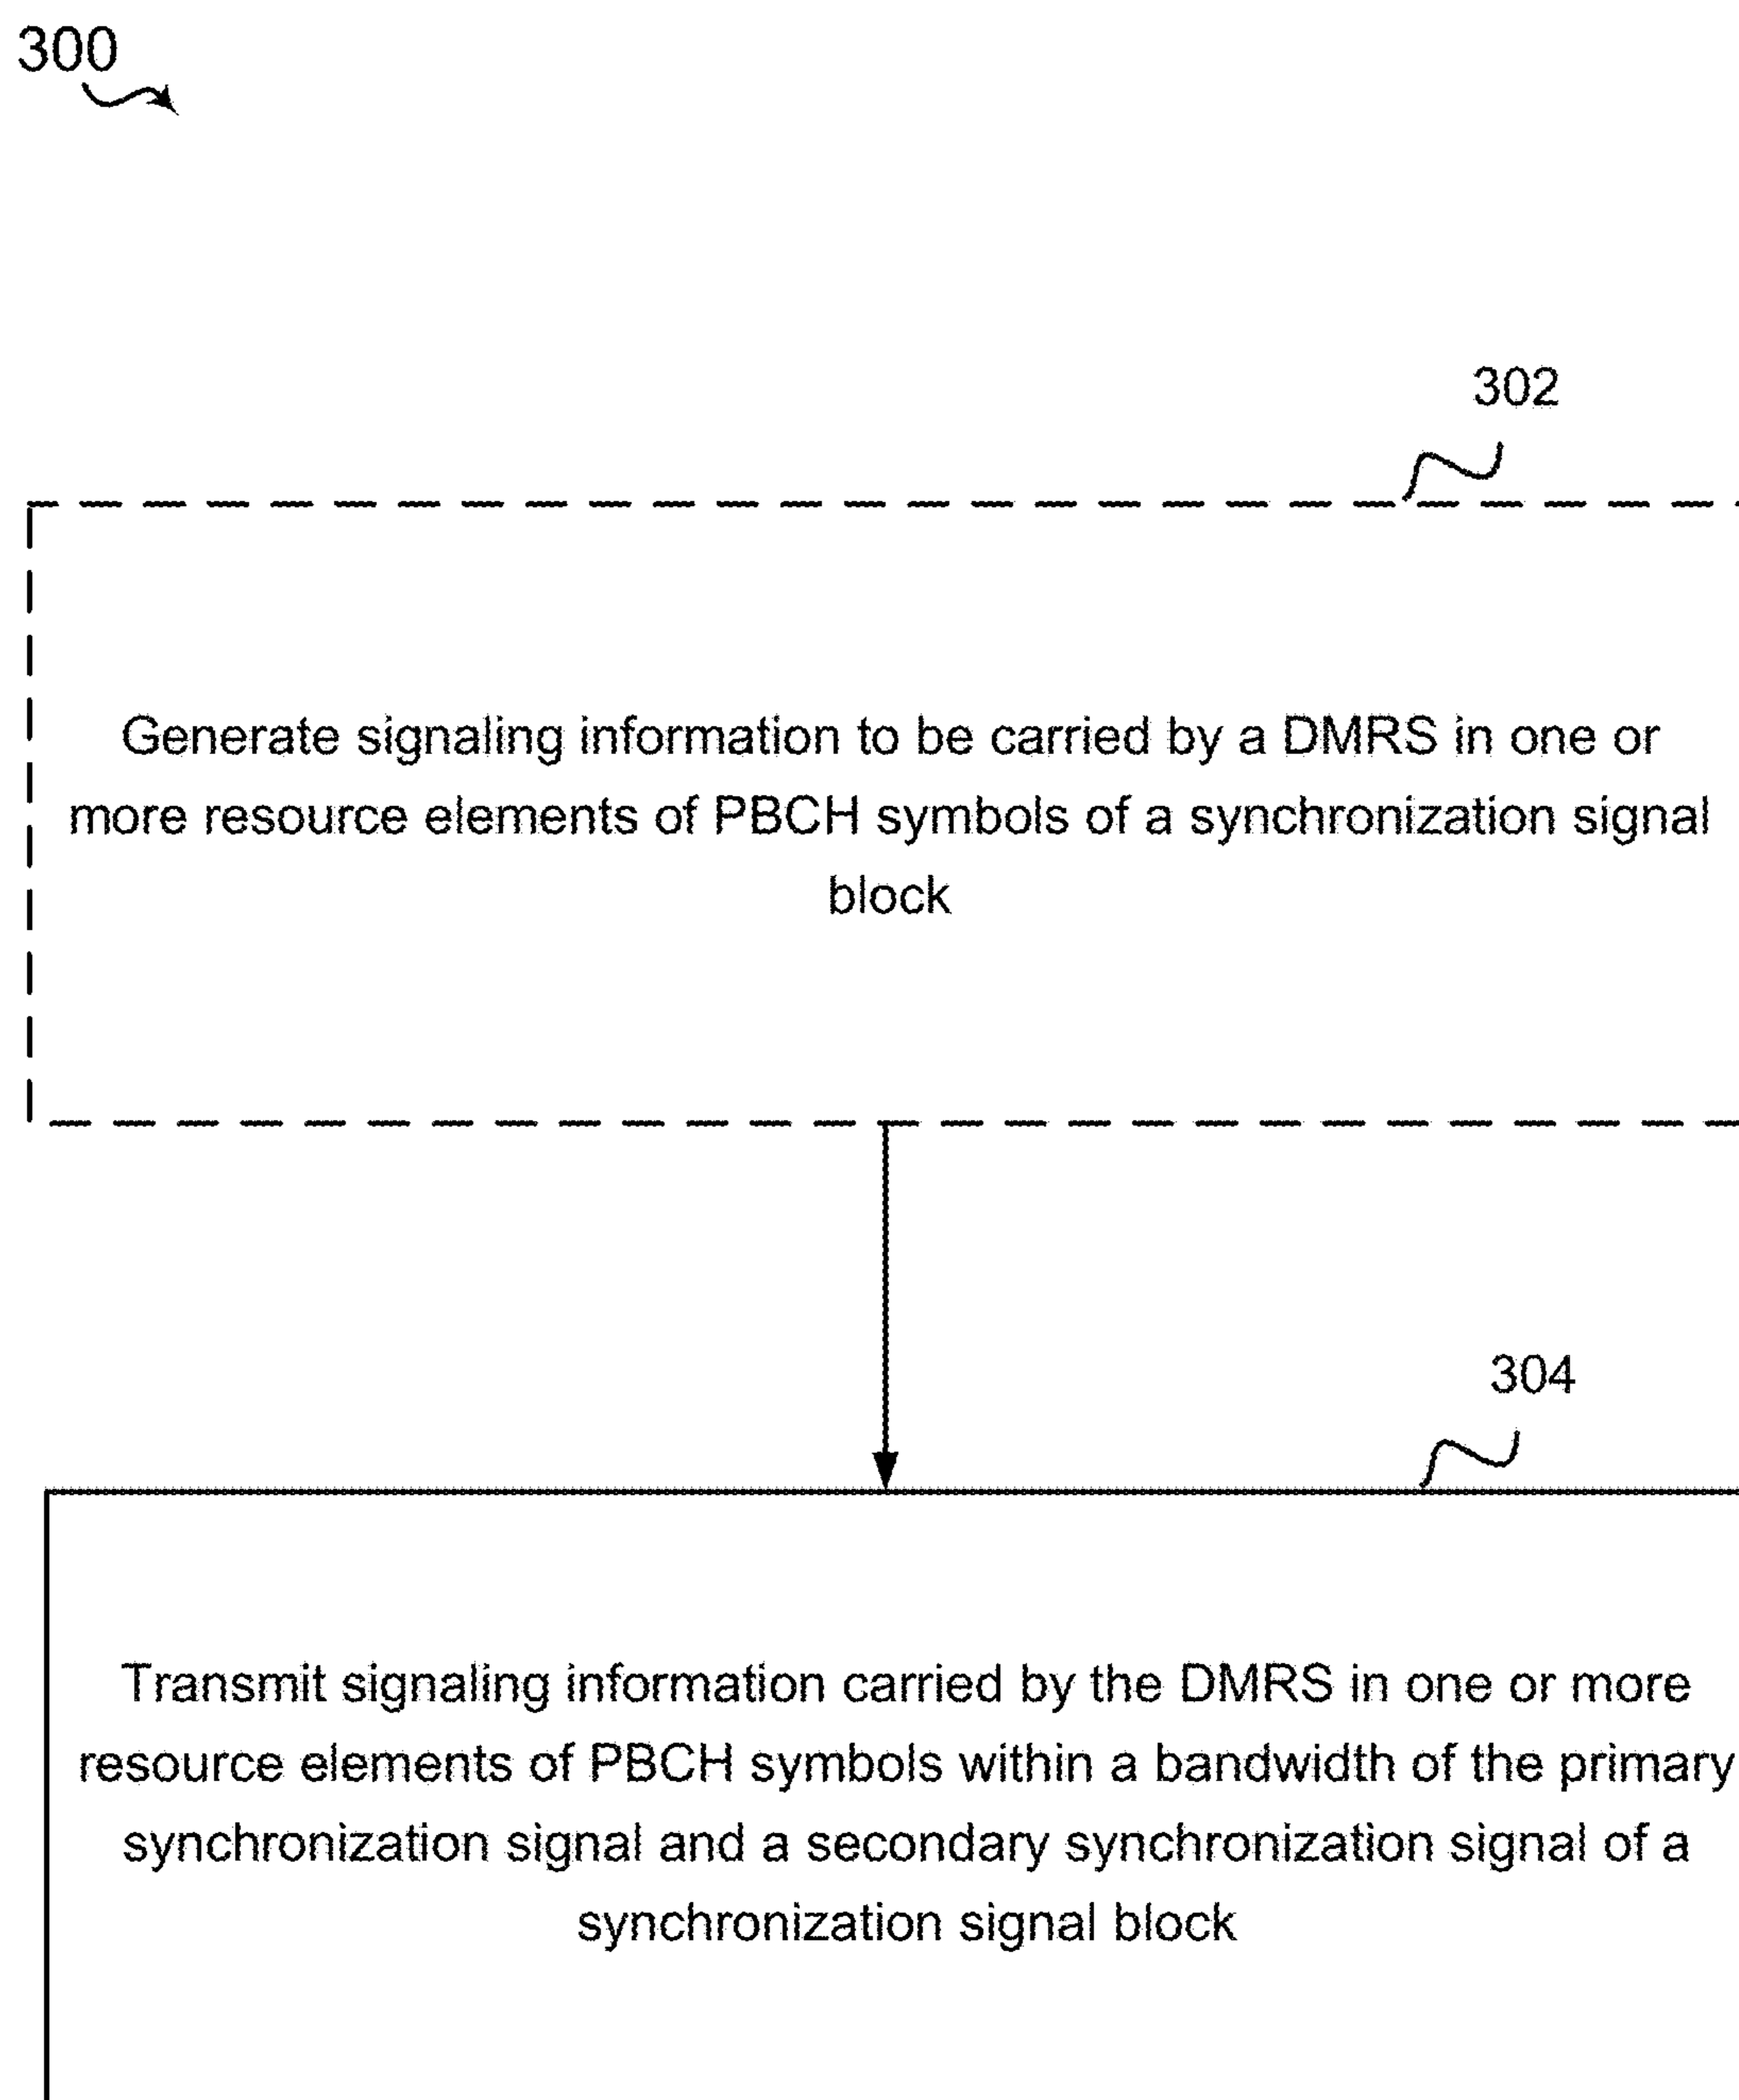 300
302
Generate signaling information to be carried by a DMRS in one or
more resource elements of PBCH symbols of a synchronization signal
block
304
Transmit signaling information carried by the DMRS in one or more
resource elements of PBCH symbols within a bandwidth of the primary
synchronization signal and a secondary synchronization signal of a
synchronization signal block